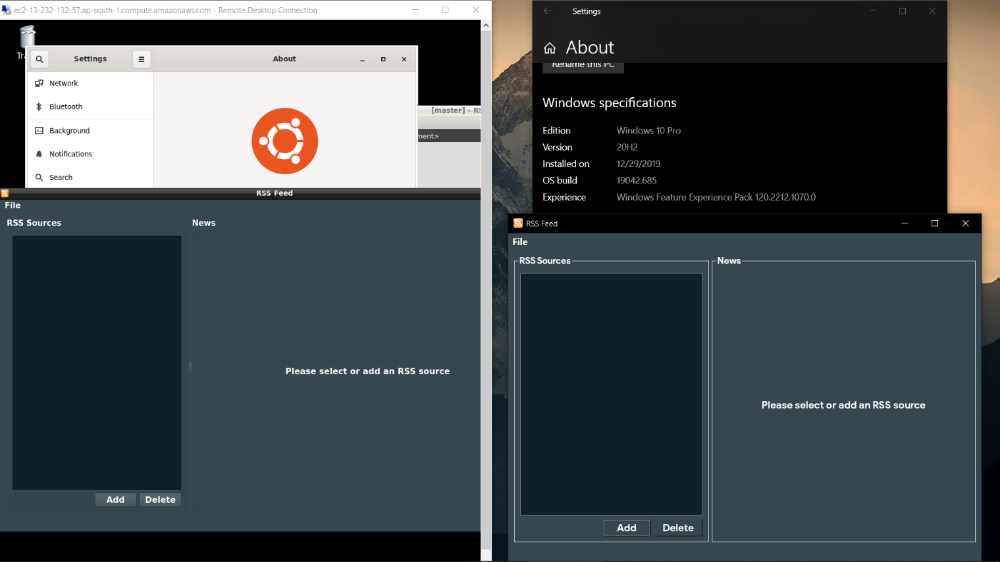 ec2-13-232-132-57.ap-south-1.compute.amazonaws.com - Remote Desktop Connection
Settings
About
Network
Bluetooth
Background
Notifications
Search
[master] - RS
ment>
RSS Feed
File
RSS Sources
News
Please select or add an RSS source
Add
Delete
Settings
About
Rename this PC
Windows specifications
Edition Windows 10 Pro
Version 20H2
Installed on 12/29/2019
OS build 19042.685
Experience Windows Feature Experience Pack 120.2212.1070.0
RSS Feed
File
RSS Sources
News
Please select or add an RSS source
Add
Delete